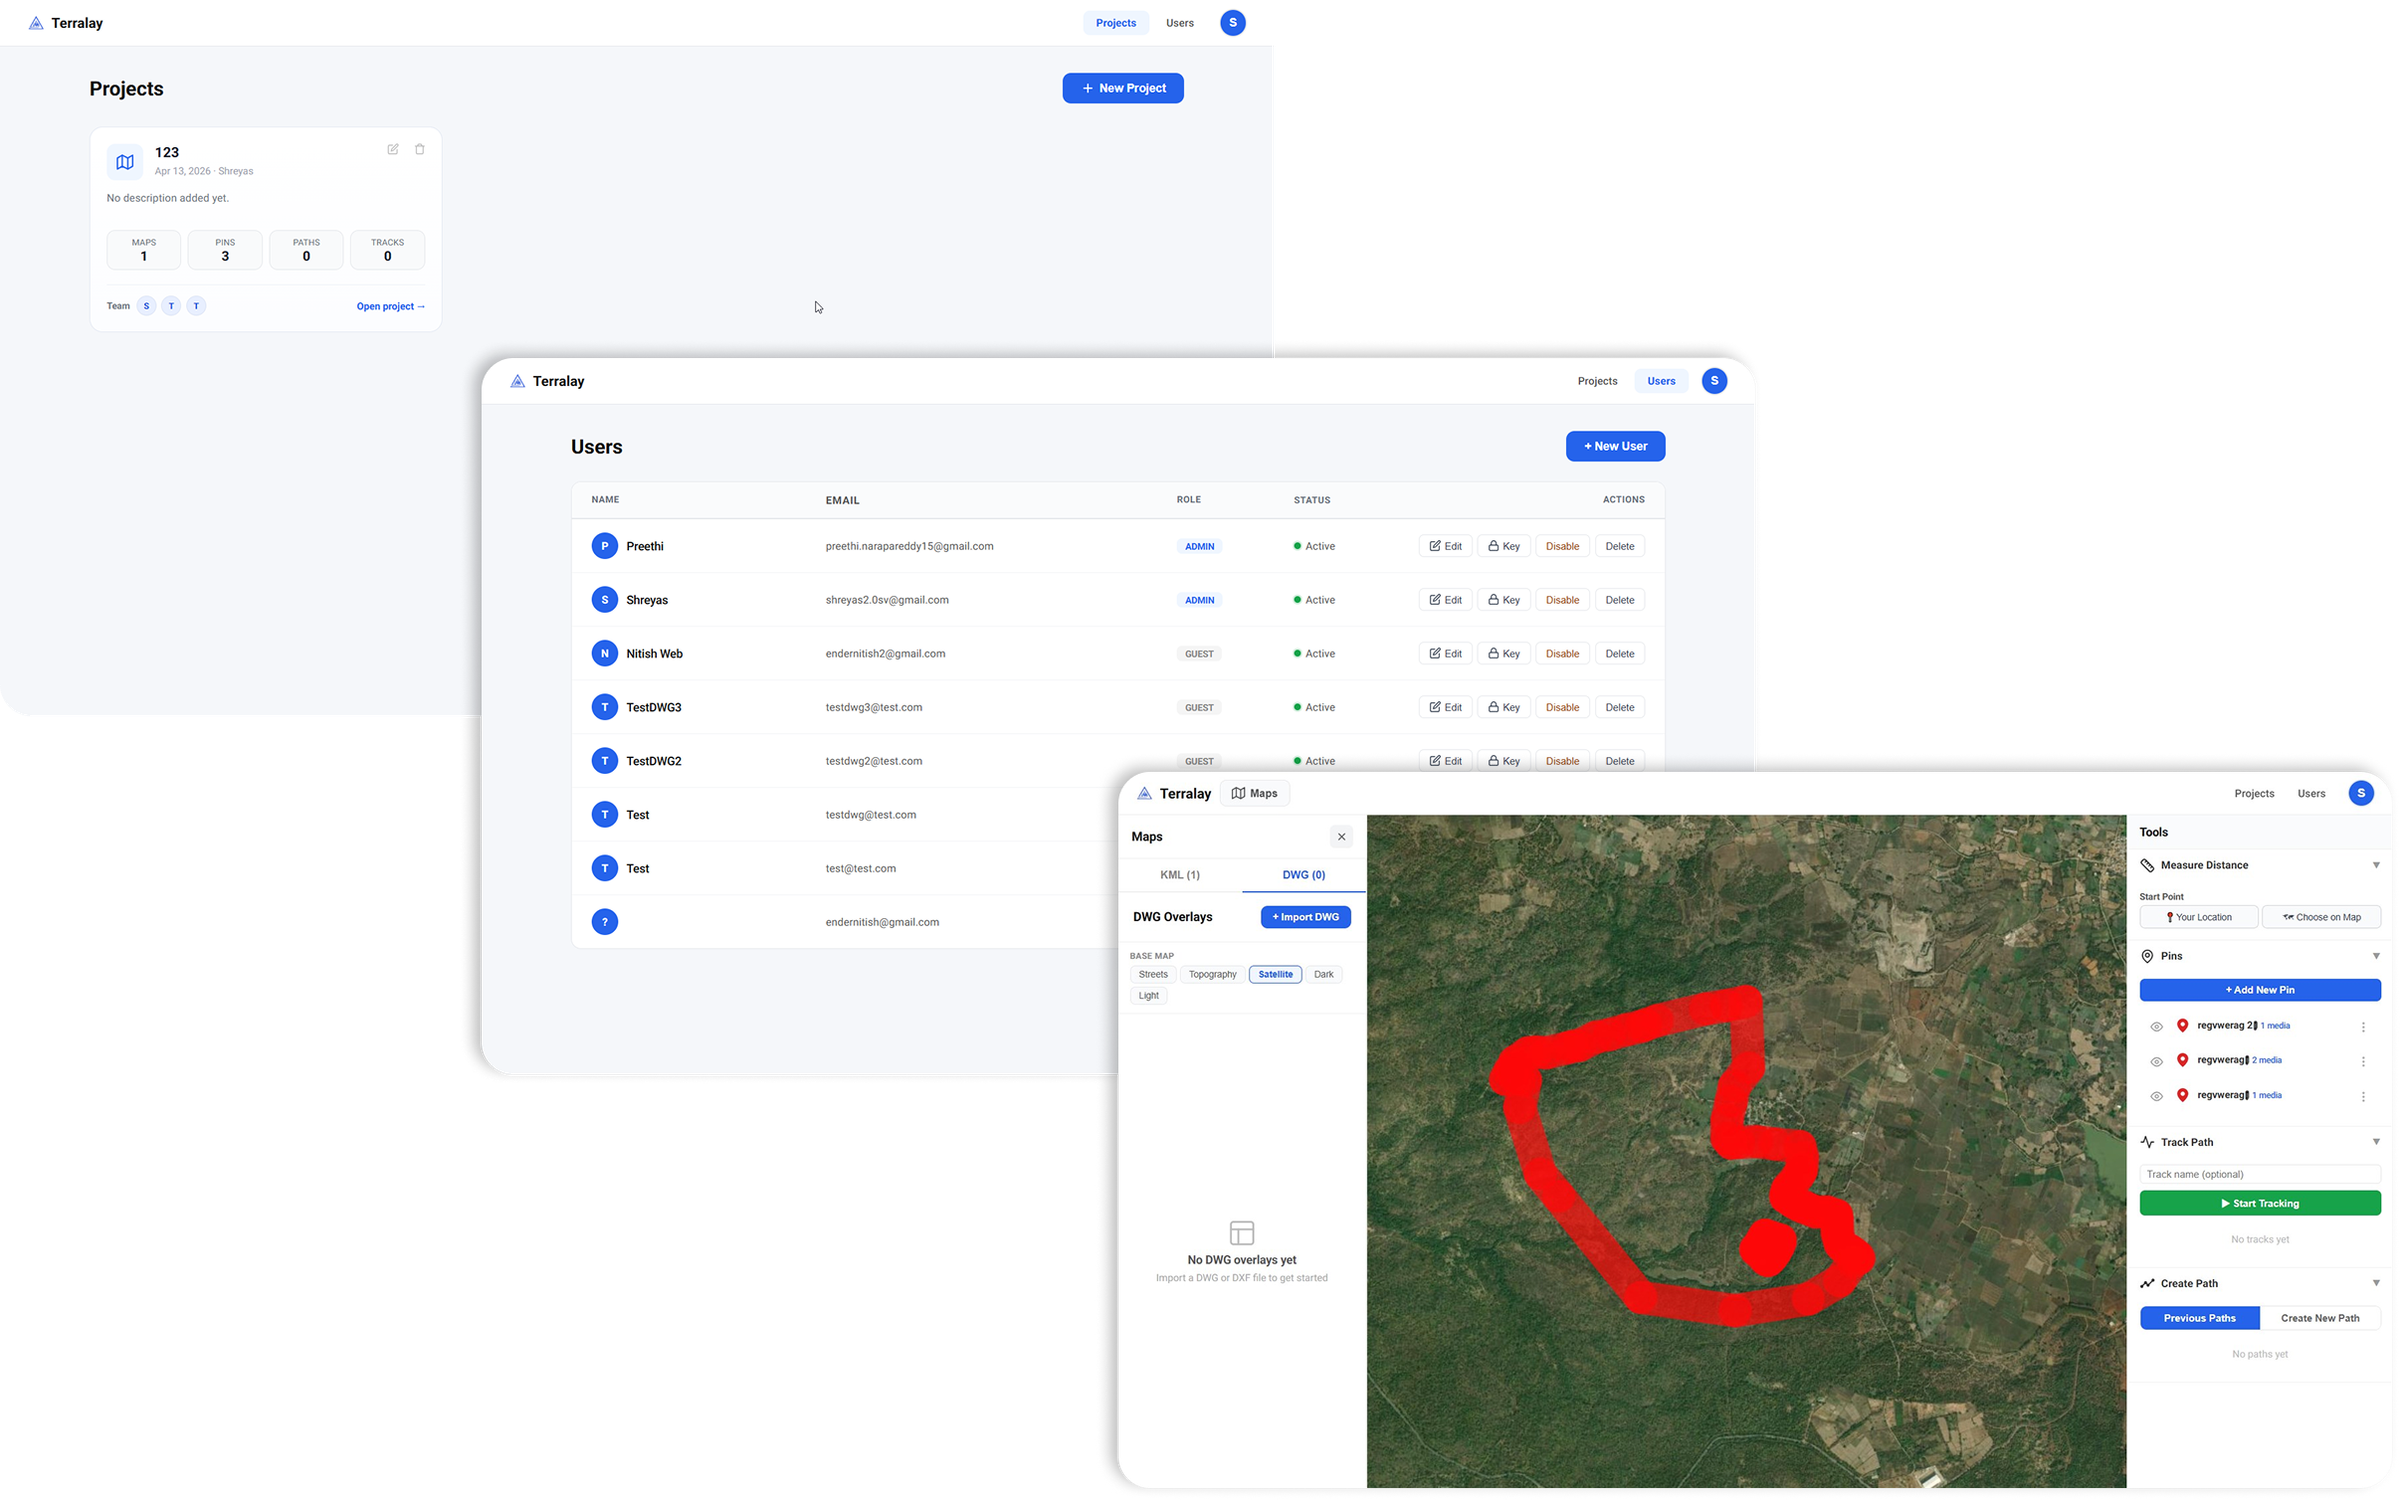 Terralay
Projects Users S
Projects
+ New Project
123
Apr 13, 2026 · Shreyas
No description added yet.
MAPS PINS PATHS TRACKS
1 3 0 0
Team S T T Open project →
Terralay
Projects Users S
Users
+ New User
NAME EMAIL ROLE STATUS ACTIONS
P Preethi preethi.narapareddy15@gmail.com ADMIN Active Edit Key Disable Delete
S Shreyas shreyas2.0sv@gmail.com ADMIN Active Edit Key Disable Delete
N Nitish Web endernitish2@gmail.com GUEST Active Edit Key Disable Delete
T TestDWG3 testdwg3@test.com GUEST Active Edit Key Disable Delete
T TestDWG2 testdwg2@test.com GUEST Active Edit Key Disable Delete
T Test testdwg@test.com
T Test test@test.com
? endernitish@gmail.com
Terralay Maps
Projects Users S
Maps
KML (1) DWG (0)
DWG Overlays + Import DWG
BASE MAP
Streets Topography Satellite Dark
Light
No DWG overlays yet
Import a DWG or DXF file to get started
Tools
Measure Distance ▼
Start Point
Your Location Choose on Map
Pins ▼
+ Add New Pin
regvwerag 2 1 media
regvwerag 2 media
regvwerag 1 media
Track Path ▼
Track name (optional)
▶ Start Tracking
No tracks yet
Create Path ▼
Previous Paths Create New Path
No paths yet